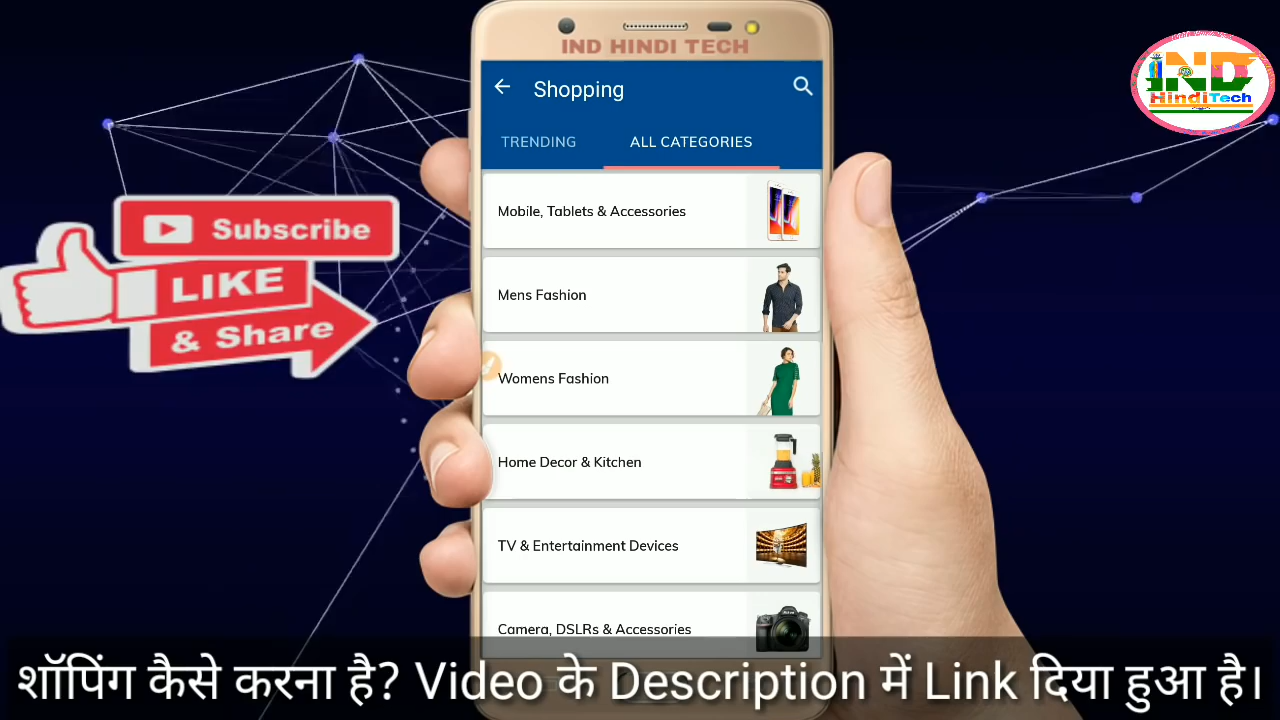 IND HINDI TECH
IND
HindiTech
Shopping
TRENDING
ALL CATEGORIES
Mobile, Tablets & Accessories
Mens Fashion
Womens Fashion
Home Decor & Kitchen
TV & Entertainment Devices
Camera, DSLRs & Accessories
Subscribe
LIKE
& Share
शॉपिंग कैसे करना है? Video के Description में Link दिया हुआ है।